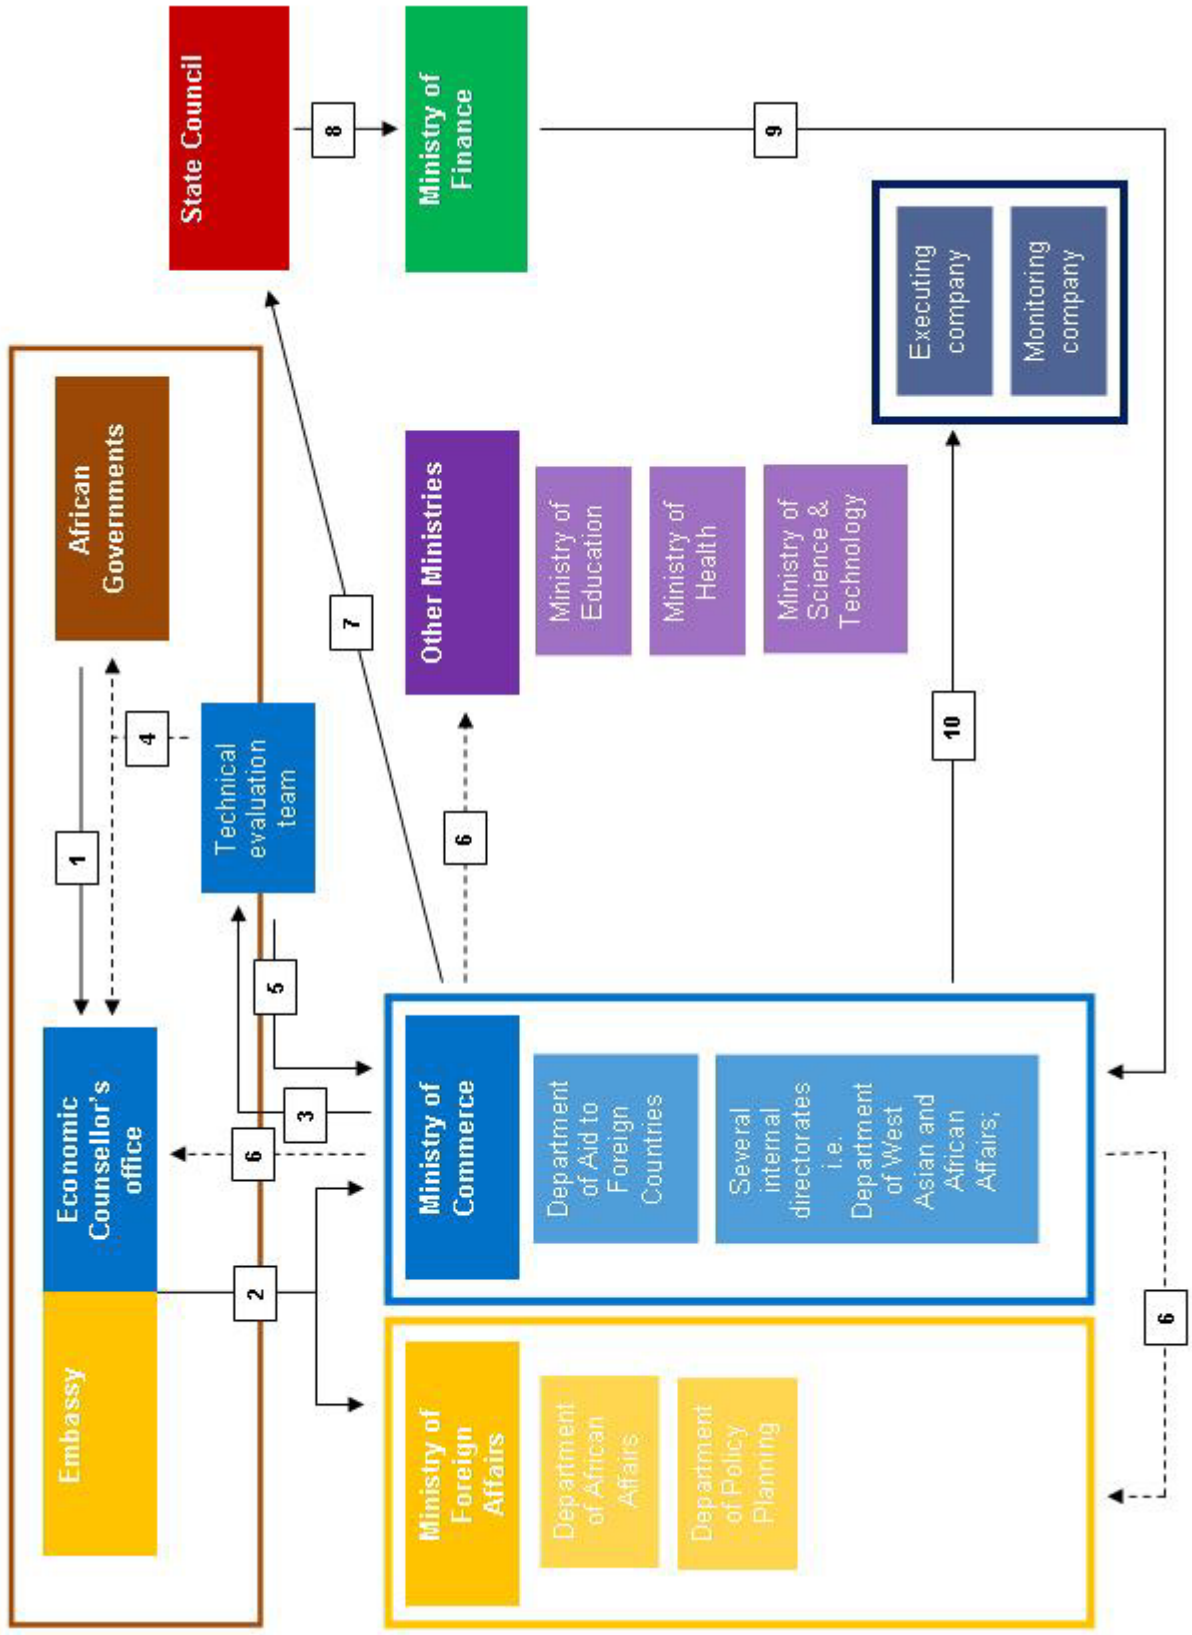 Embassy
Economic
Counsellor's
office
1
African
Governments
4
Technical
evaluation
team
State Council
2
6
3
5
7
8
Ministry of
Foreign
Affairs
Department
of African
Affairs
Department
of Policy
Planning
Ministry of
Commerce
Department
of Aid to
Foreign
Countries
Several
internal
directorates
i.e.
Department
of West
Asian and
African
Affairs;
6
Other Ministries
Ministry of
Education
Ministry of
Health
Ministry of
Science &
Technology
Ministry of
Finance
9
10
Executing
company
Monitoring
company
6